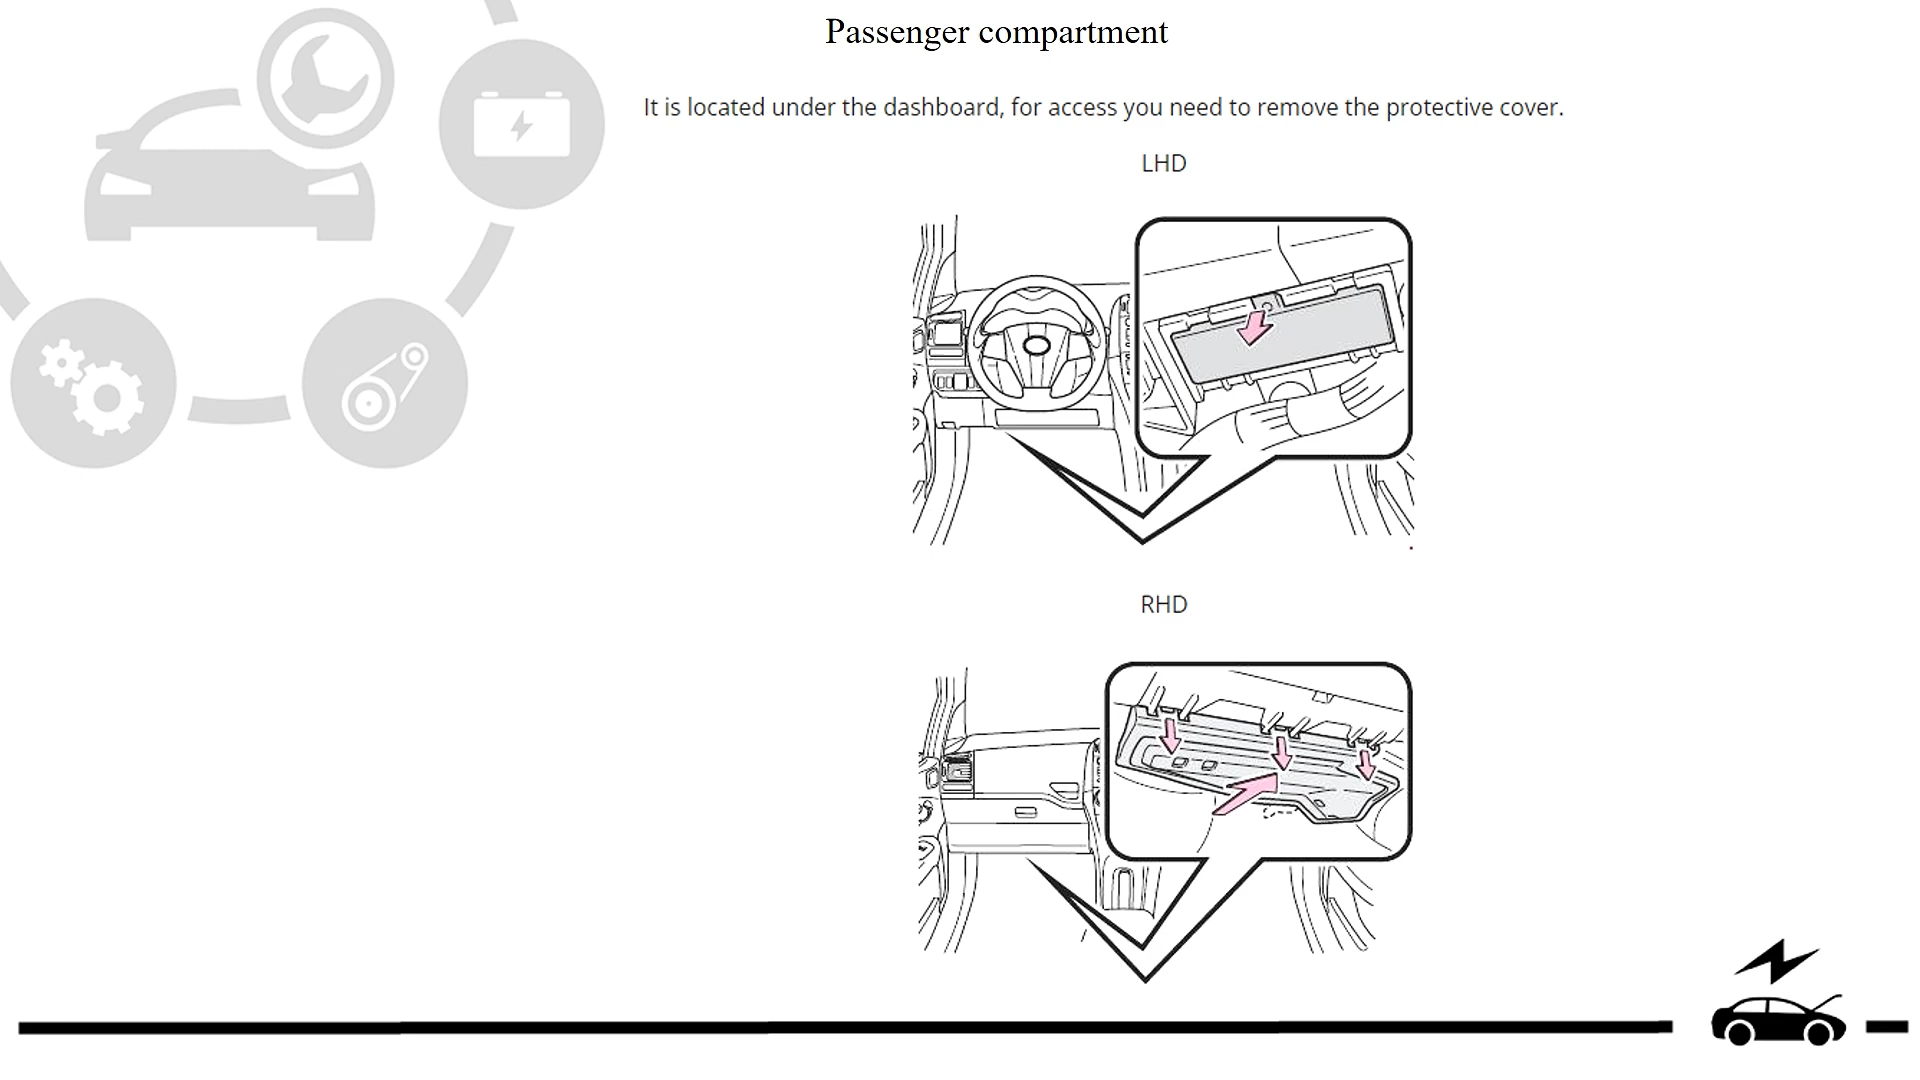 Passenger compartment
It is located under the dashboard, for access you need to remove the protective cover.
LHD
RHD